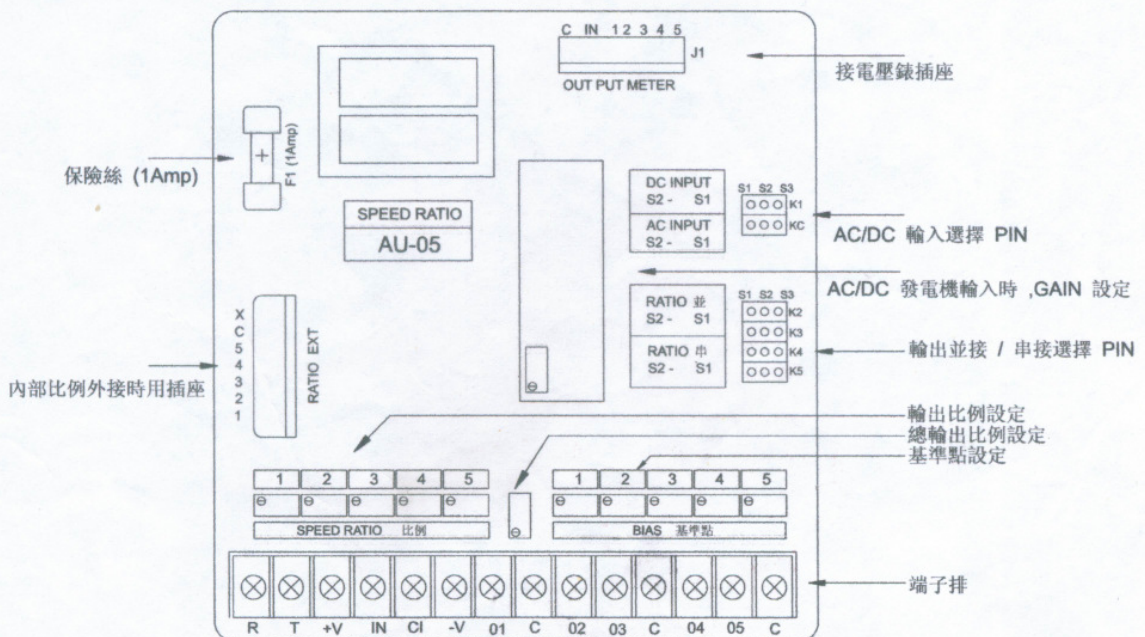 C IN 1 2 3 4 5
J1
OUT PUT METER
接電壓錶插座
F1 (1Amp)
保險絲 (1Amp)
SPEED RATIO
AU-05
DC INPUT
S2 - S1
AC INPUT
S2 - S1
S1 S2 S3
K1
KC
AC/DC 輸入選擇 PIN
AC/DC 發電機輸入時 ,GAIN 設定
RATIO 並
S2 - S1
RATIO 串
S2 - S1
S1 S2 S3
K2
K3
K4
K5
輸出並接 / 串接選擇 PIN
X
C
5
4
3
2
1
RATIO EXT
內部比例外接時用插座
輸出比例設定
總輸出比例設定
基準點設定
1 2 3 4 5
SPEED RATIO 比例
1 2 3 4 5
BIAS 基準點
端子排
R T +V IN CI -V 01 C 02 03 C 04 05 C